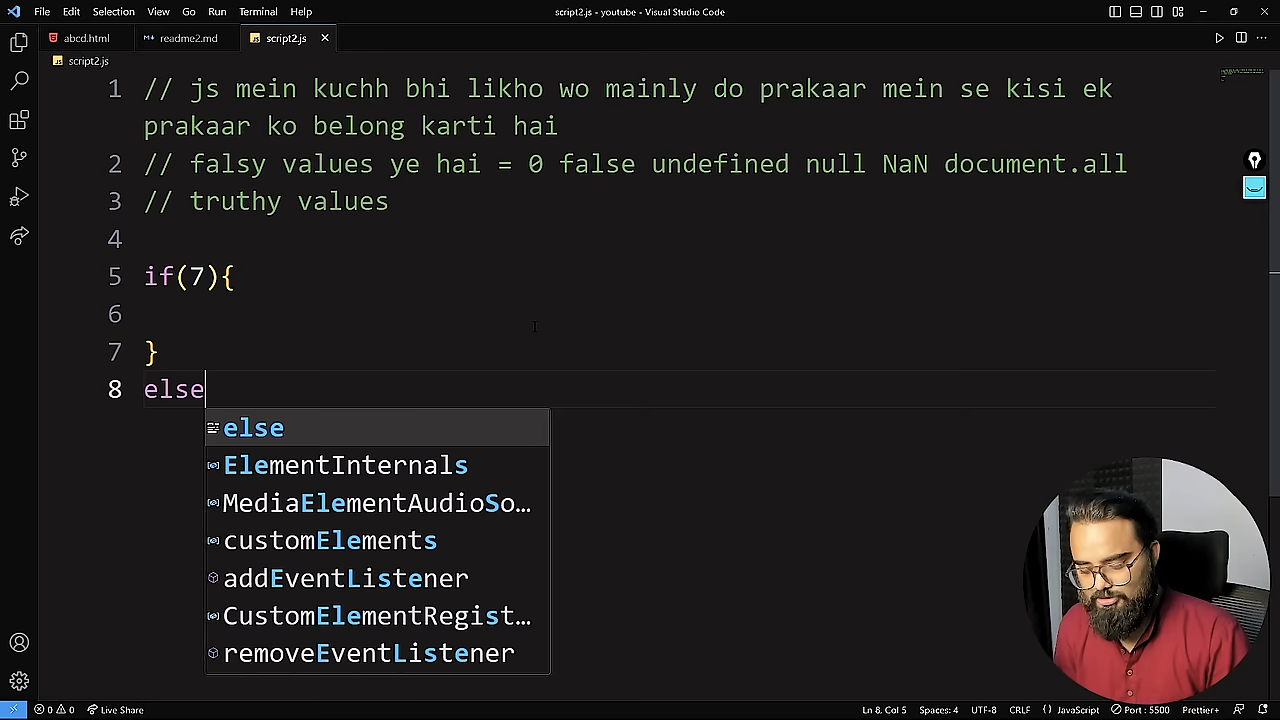 File Edit Selection View Go Run Terminal Help
script2.js - youtube - Visual Studio Code
abcd.html
readme2.md
script2.js
script2.js
1 // js mein kuchh bhi likho wo mainly do prakaar mein se kisi ek
prakaar ko belong karti hai
2 // falsy values ye hai = 0 false undefined null NaN document.all
3 // truthy values
4
5 if(7){
6
7 }
8 else
else
ElementInternals
MediaElementAudioSo...
customElements
addEventListener
CustomElementRegist...
removeEventListener
0 0 Live Share Ln 8, Col 5 Spaces: 4 UTF-8 CRLF {} JavaScript Port : 5500 Prettier+